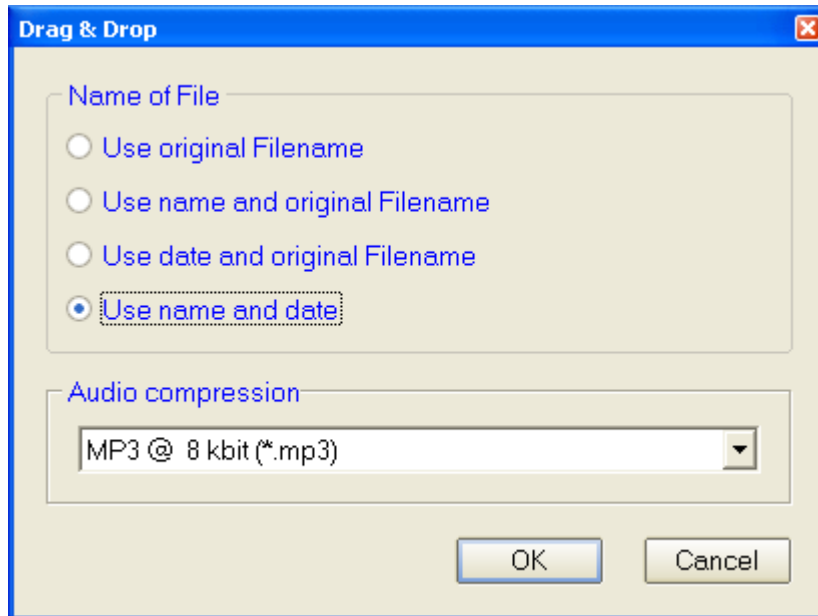 Drag & Drop
Name of File
Use original Filename
Use name and original Filename
Use date and original Filename
Use name and date
Audio compression
MP3 @  8 kbit (*.mp3)
OK
Cancel